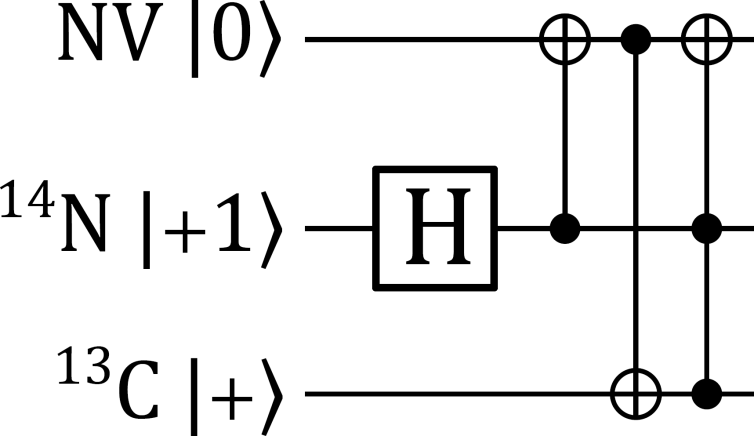 NV |0⟩
¹⁴N |+1⟩
H
¹³C |+⟩